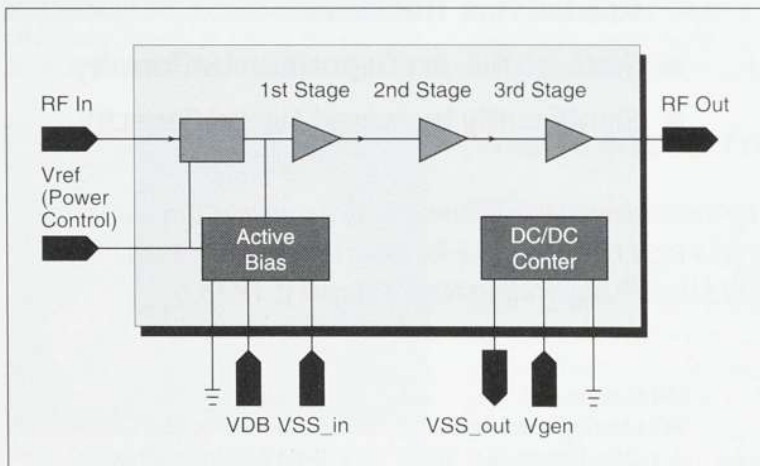 1st Stage
2nd Stage
3rd Stage
RF In
RF Out
Vref
(Power
Control)
Active
Bias
DC/DC
Conter
VDB
VSS_in
VSS_out
Vgen